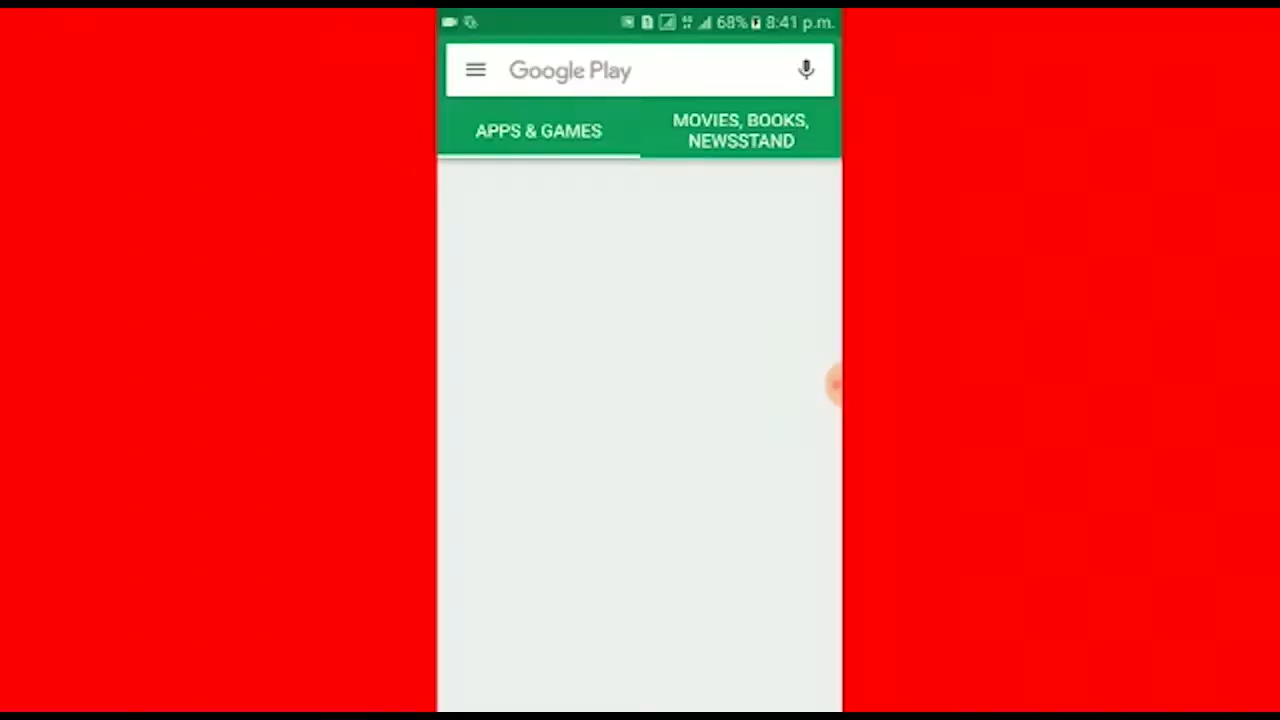 68% 8:41 p.m.
Google Play
APPS & GAMES
MOVIES, BOOKS,
NEWSSTAND